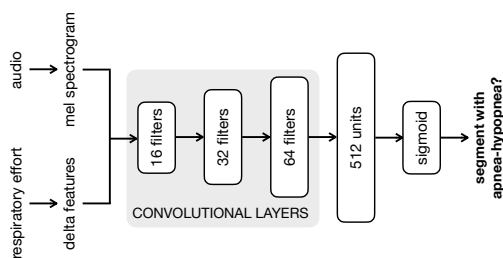 audio
mel spectrogram
respiratory effort
delta features
16 filters
32 filters
64 filters
CONVOLUTIONAL LAYERS
512 units
sigmoid
segment with
apnea-hypopnea?